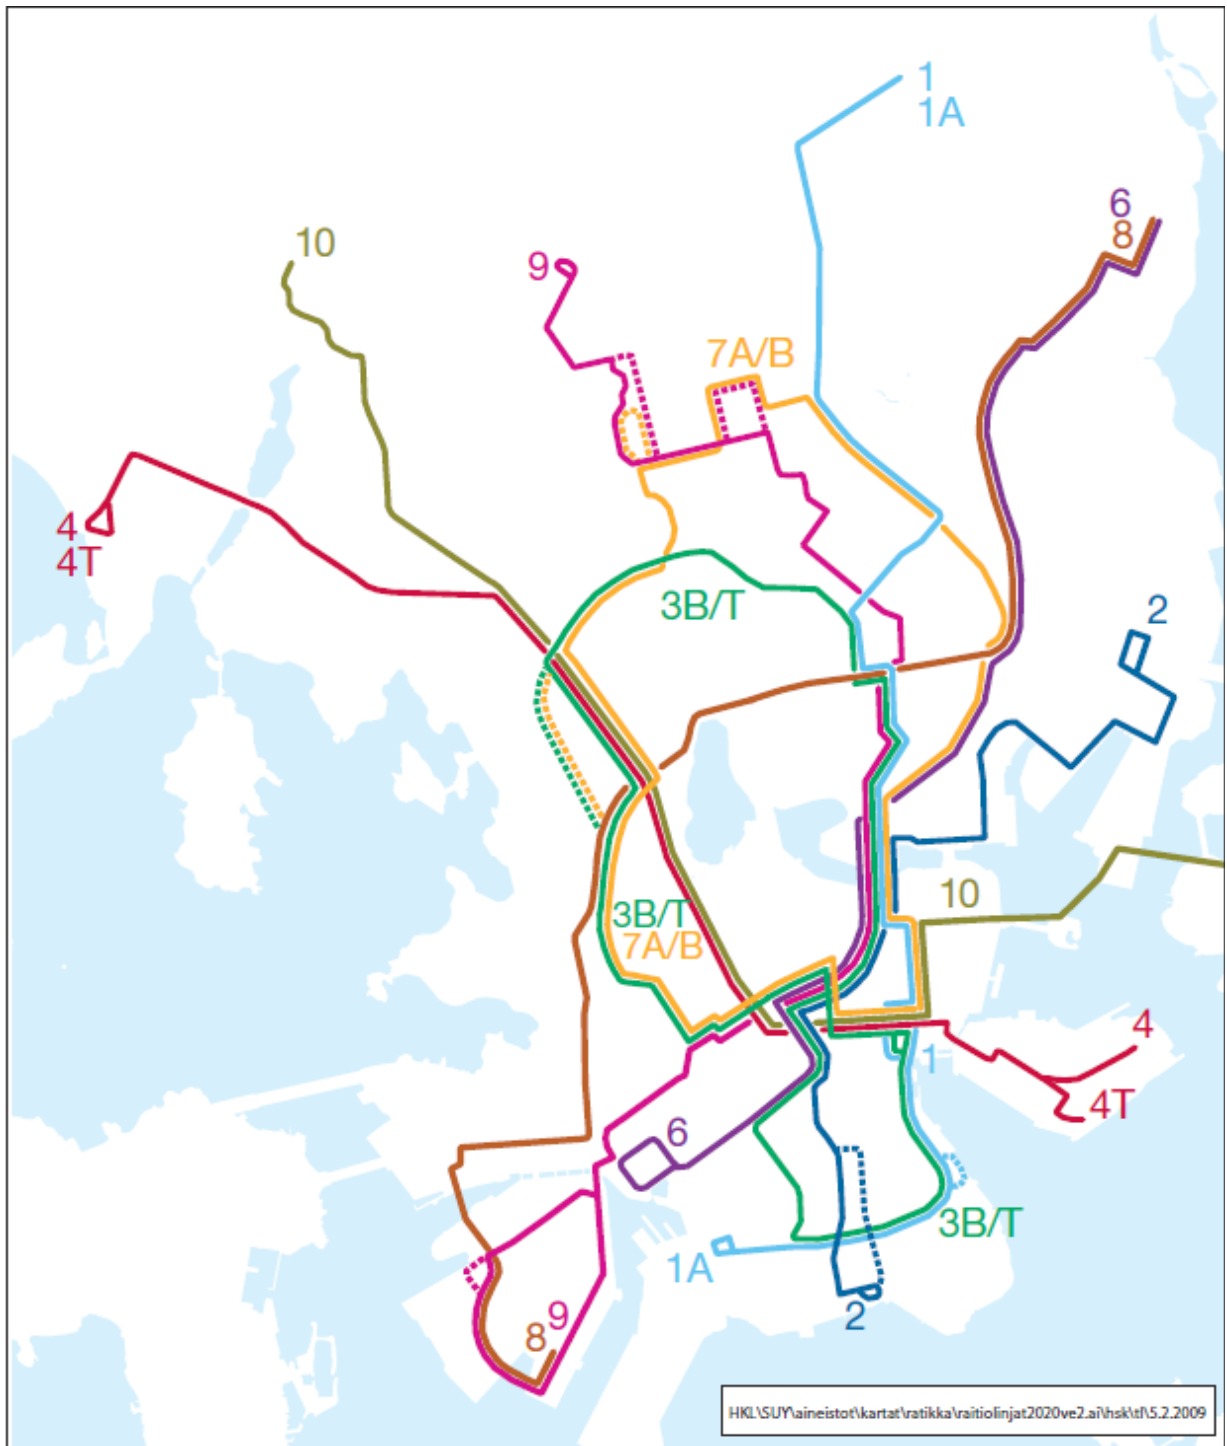 1
1A
6
8
10
9
7A/B
4
4T
3B/T
2
10
3B/T
7A/B
4
1
4T
6
3B/T
1A
2
9
8
HKL\SUY\aineistot\kartat\ratikka\raitiolinjat2020ve2.ai\hsk\tl\5.2.2009